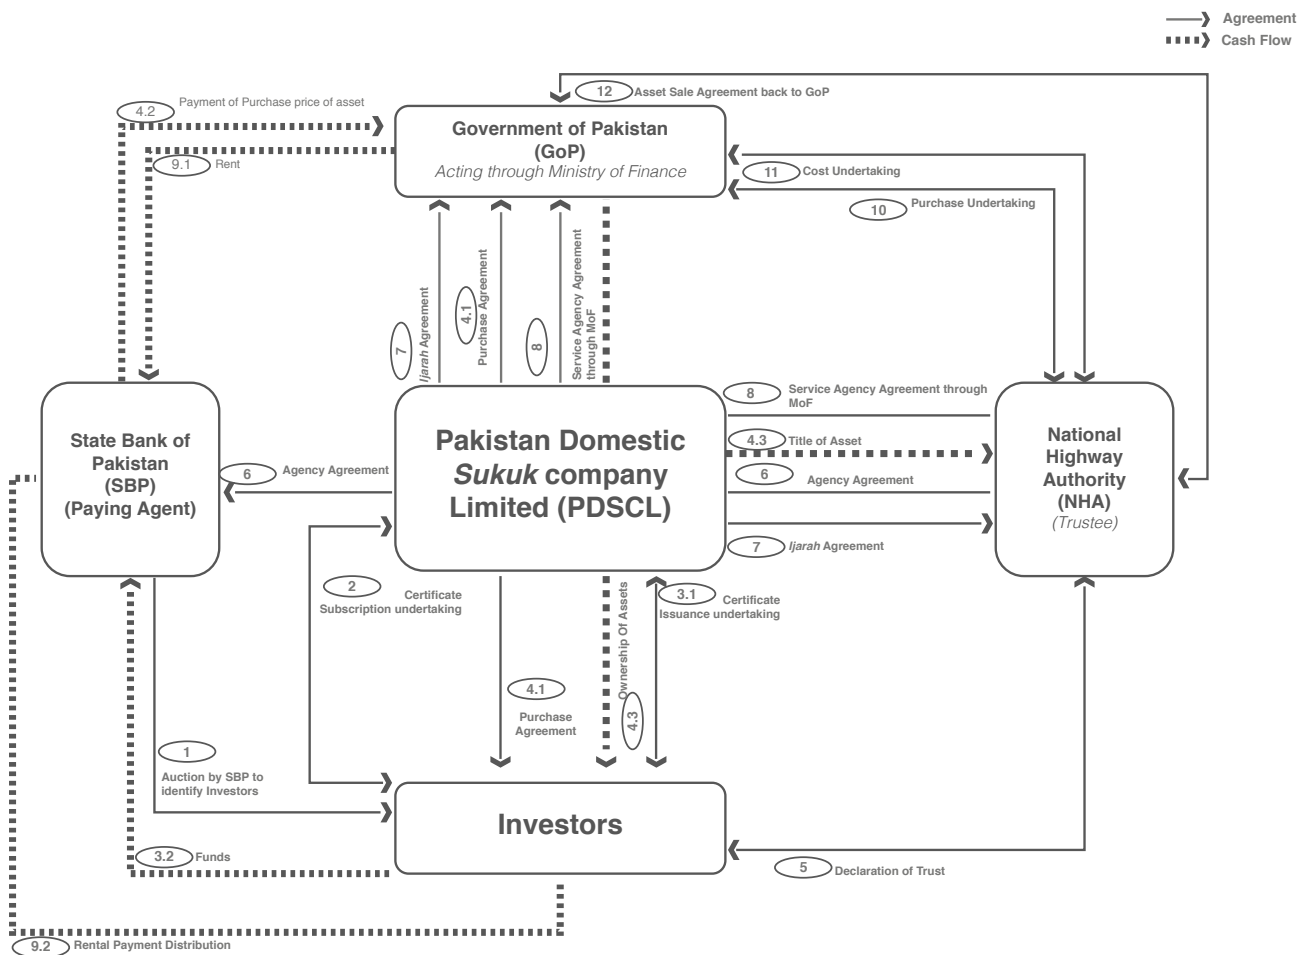 Agreement
Cash Flow
4.2
Payment of Purchase price of asset
12
Asset Sale Agreement back to GoP
Government of Pakistan
(GoP)
Acting through Ministry of Finance
9.1
Rent
11
Cost Undertaking
10
Purchase Undertaking
7
Ijarah Agreement
4.1
Purchase Agreement
8
Service Agency Agreement
through MoF
State Bank of
Pakistan
(SBP)
(Paying Agent)
6
Agency Agreement
Pakistan Domestic
Sukuk company
Limited (PDSCL)
8
Service Agency Agreement through
MoF
4.3
Title of Asset
6
Agency Agreement
7
Ijarah Agreement
National
Highway
Authority
(NHA)
(Trustee)
2
Certificate
Subscription undertaking
Ownership Of Assets
4.3
3.1
Certificate
Issuance undertaking
4.1
Purchase
Agreement
1
Auction by SBP to
identify Investors
Investors
3.2
Funds
5
Declaration of Trust
9.2
Rental Payment Distribution